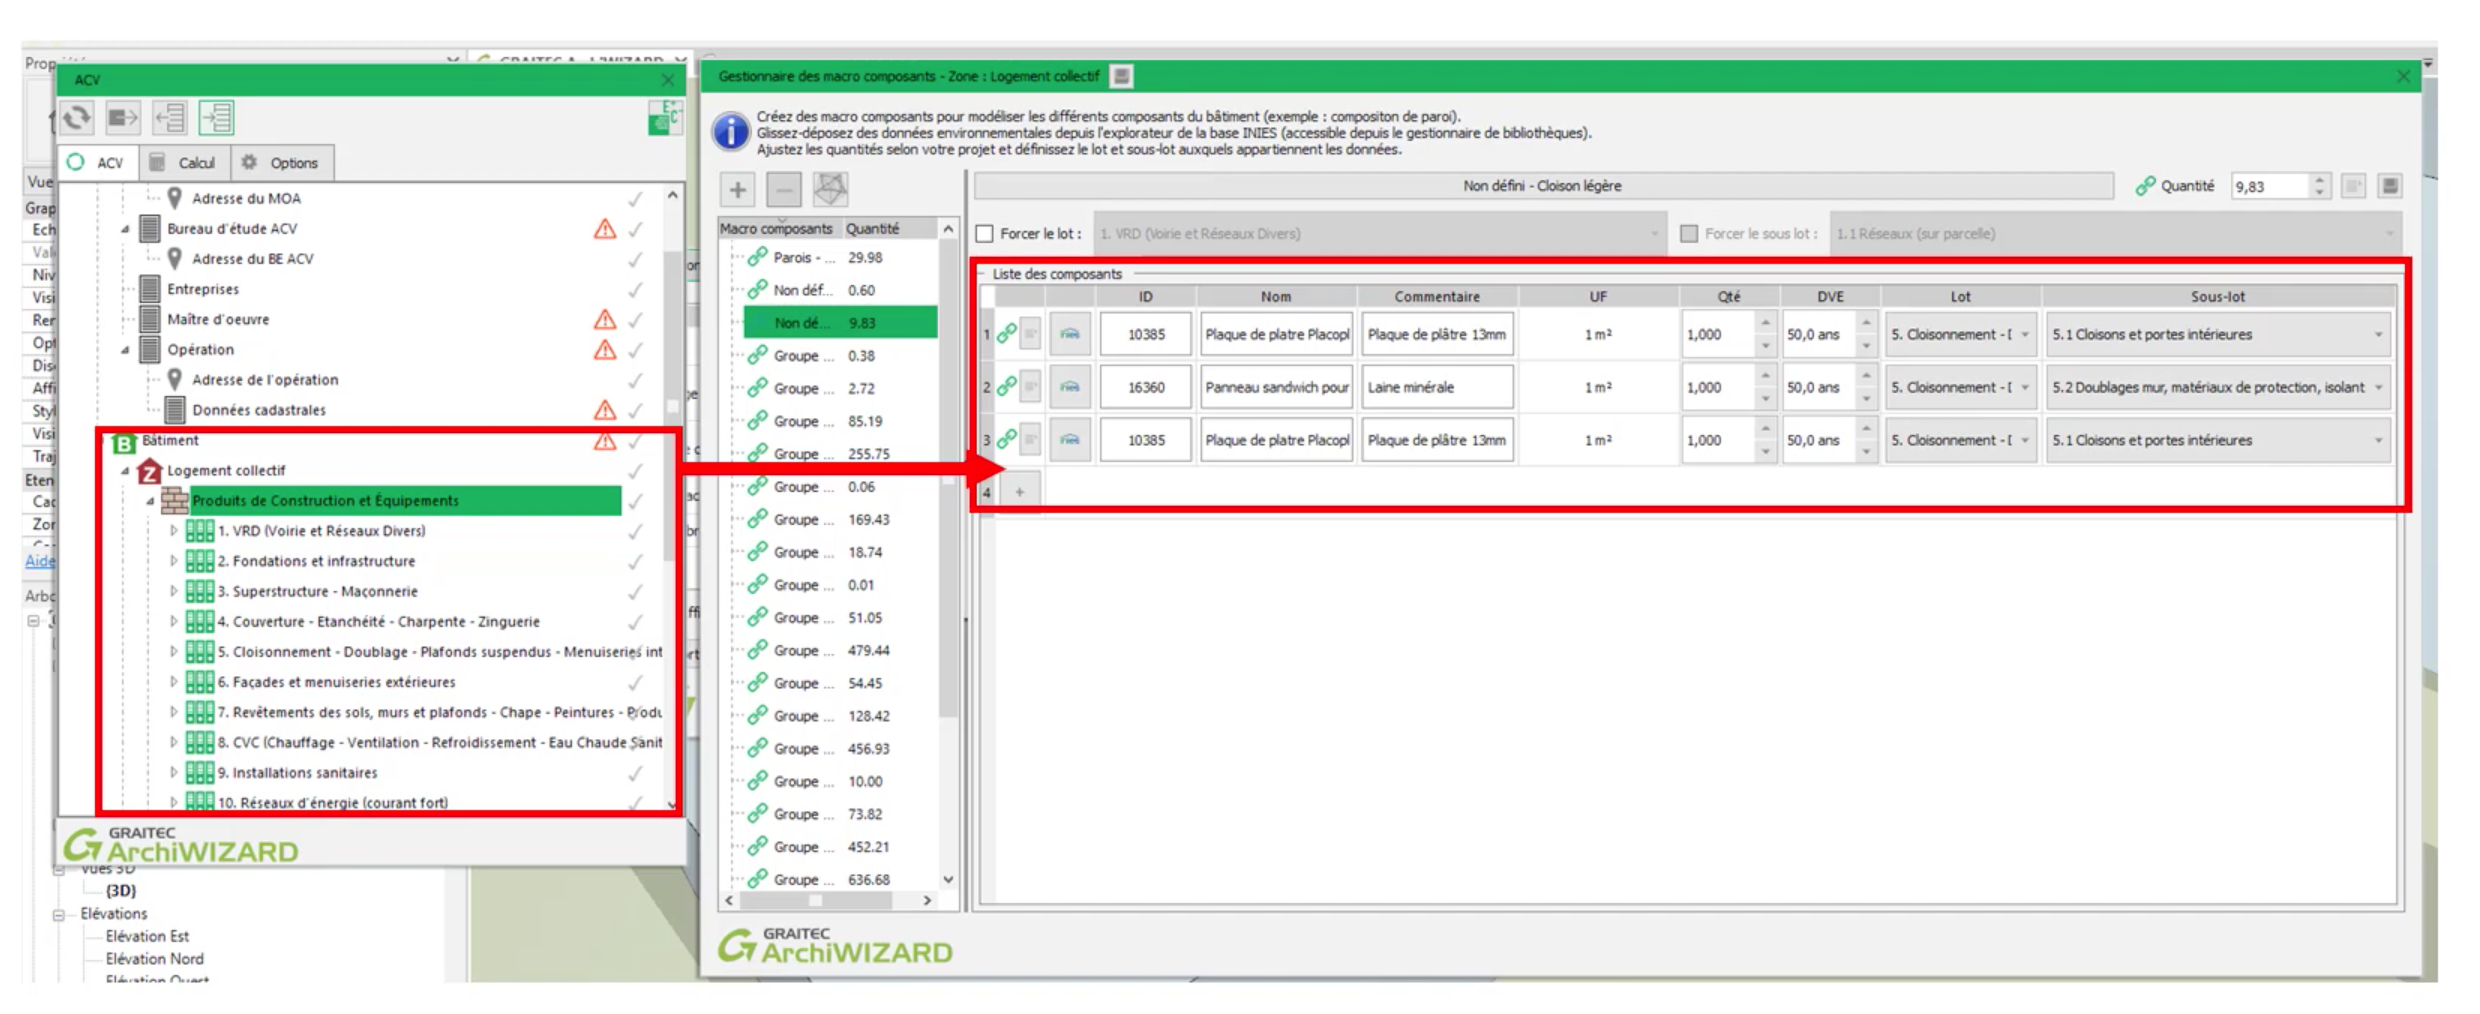 ACV
ACV
Calcul
Options
Adresse du MOA
Bureau d'étude ACV
Adresse du BE ACV
Entreprises
Maître d'oeuvre
Opération
Adresse de l'opération
Données cadastrales
Bâtiment
Logement collectif
Produits de Construction et Équipements
1. VRD (Voirie et Réseaux Divers)
2. Fondations et infrastructure
3. Superstructure - Maçonnerie
4. Couverture - Etanchéité - Charpente - Zinguerie
5. Cloisonnement - Doublage - Plafonds suspendus - Menuiseries int
6. Façades et menuiseries extérieures
7. Revêtements des sols, murs et plafonds - Chape - Peintures - Produ
8. CVC (Chauffage - Ventilation - Refroidissement - Eau Chaude Sanit
9. Installations sanitaires
10. Réseaux d'énergie (courant fort)
GRAITEC
ArchiWIZARD
{3D}
Elévations
Elévation Est
Elévation Nord
Gestionnaire des macro composants - Zone : Logement collectif
Créez des macro composants pour modéliser les différents composants du bâtiment (exemple : compositon de paroi).
Glissez-déposez des données environnementales depuis l'explorateur de la base INIES (accessible depuis le gestionnaire de bibliothèques).
Ajustez les quantités selon votre projet et définissez le lot et sous-lot auxquels appartiennent les données.
Macro composants Quantité
Parois - ... 29.98
Non déf... 0.60
Non dé... 9.83
Groupe ... 0.38
Groupe ... 2.72
Groupe ... 85.19
Groupe ... 255.75
Groupe ... 0.06
Groupe ... 169.43
Groupe ... 18.74
Groupe ... 0.01
Groupe ... 51.05
Groupe ... 479.44
Groupe ... 54.45
Groupe ... 128.42
Groupe ... 456.93
Groupe ... 10.00
Groupe ... 73.82
Groupe ... 452.21
Groupe ... 636.68
Non défini - Cloison légère
Quantité 9,83
Forcer le lot : 1. VRD (Voirie et Réseaux Divers)
Forcer le sous lot : 1.1 Réseaux (sur parcelle)
Liste des composants
ID Nom Commentaire UF Qté DVE Lot Sous-lot
1 10385 Plaque de platre Placopl Plaque de plâtre 13mm 1 m² 1,000 50,0 ans 5. Cloisonnement - 5.1 Cloisons et portes intérieures
2 16360 Panneau sandwich pour Laine minérale 1 m² 1,000 50,0 ans 5. Cloisonnement - 5.2 Doublages mur, matériaux de protection, isolant
3 10385 Plaque de platre Placopl Plaque de plâtre 13mm 1 m² 1,000 50,0 ans 5. Cloisonnement - 5.1 Cloisons et portes intérieures
4 +
GRAITEC
ArchiWIZARD